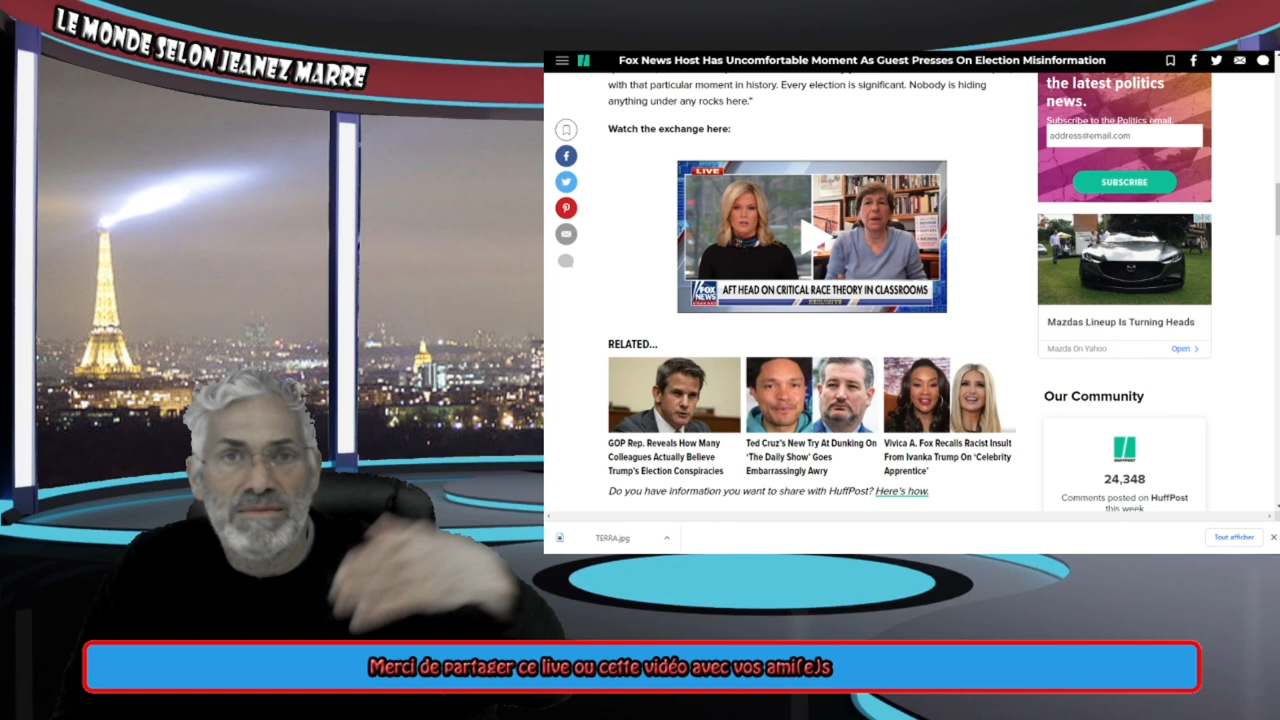 LE MONDE SELON JEANEZ MARRE
Fox News Host Has Uncomfortable Moment As Guest Presses On Election Misinformation
with that particular moment in history. Every election is significant. Nobody is hiding
anything under any rocks here."
Watch the exchange here:
LIVE
FOX
NEWS
AFT HEAD ON CRITICAL RACE THEORY IN CLASSROOMS
EXCLUSIVE
RELATED...
GOP Rep. Reveals How Many
Colleagues Actually Believe
Trump's Election Conspiracies
Ted Cruz's New Try At Dunking On
'The Daily Show' Goes
Embarrassingly Awry
Vivica A. Fox Recalls Racist Insult
From Ivanka Trump On 'Celebrity
Apprentice'
Do you have information you want to share with HuffPost? Here's how.
the latest politics
news.
Subscribe to the Politics email.
address@email.com
SUBSCRIBE
Mazdas Lineup Is Turning Heads
Mazda On Yahoo
Open
Our Community
HUFFPOST
24,348
Comments posted on HuffPost
this week
TERRA.jpg
Tout afficher
Merci de partager ce live ou cette vidéo avec vos ami(e)s